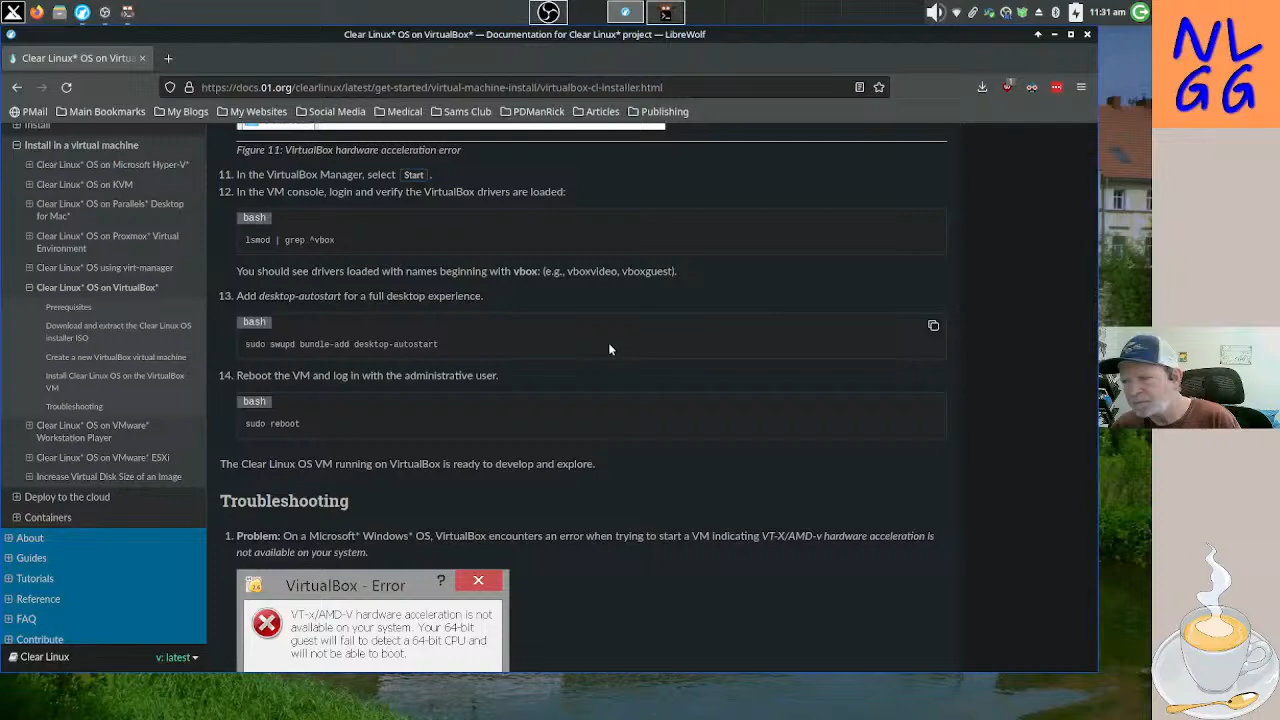 11:31 am
Clear Linux* OS on VirtualBox* — Documentation for Clear Linux* project — LibreWolf
Clear Linux* OS on Virtu
https://docs.01.org/clearlinux/latest/get-started/virtual-machine-install/virtualbox-cl-installer.html
PMail Main Bookmarks My Blogs My Websites Social Media Medical Sams Club PDManRick Articles Publishing
Install
Install in a virtual machine
Clear Linux* OS on Microsoft Hyper-V*
Clear Linux* OS on KVM
Clear Linux* OS on Parallels* Desktop
for Mac*
Clear Linux* OS on Proxmox* Virtual
Environment
Clear Linux* OS using virt-manager
Clear Linux* OS on VirtualBox*
Prerequisites
Download and extract the Clear Linux OS
installer ISO
Create a new VirtualBox virtual machine
Install Clear Linux OS on the VirtualBox
VM
Troubleshooting
Clear Linux* OS on VMware*
Workstation Player
Clear Linux* OS on VMware* ESXi
Increase Virtual Disk Size of an Image
Deploy to the cloud
Containers
About
Guides
Tutorials
Reference
FAQ
Contribute
Clear Linux v: latest
Figure 11: VirtualBox hardware acceleration error
11. In the VirtualBox Manager, select Start .
12. In the VM console, login and verify the VirtualBox drivers are loaded:
bash
lsmod | grep ^vbox
You should see drivers loaded with names beginning with vbox: (e.g., vboxvideo, vboxguest).
13. Add desktop-autostart for a full desktop experience.
bash
sudo swupd bundle-add desktop-autostart
14. Reboot the VM and log in with the administrative user.
bash
sudo reboot
The Clear Linux OS VM running on VirtualBox is ready to develop and explore.
Troubleshooting
1. Problem: On a Microsoft* Windows* OS, VirtualBox encounters an error when trying to start a VM indicating VT-X/AMD-v hardware acceleration is
not available on your system.
VirtualBox - Error ?
VT-x/AMD-V hardware acceleration is not
available on your system. Your 64-bit
guest will fail to detect a 64-bit CPU and
will not be able to boot.
NL
GG